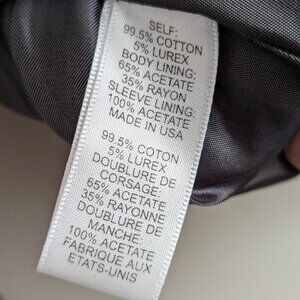 SELF:
99.5% COTTON
5% LUREX
BODY LINING:
65% ACETATE
35% RAYON
SLEEVE LINING:
100% ACETATE
MADE IN USA
99.5% COTON
5% LUREX
DOUBLURE DE
CORSAGE:
65% ACETATE
35% RAYONNE
DOUBLURE DE
MANCHE:
100% ACETATE
FABRIQUE AUX
ETATS-UNIS